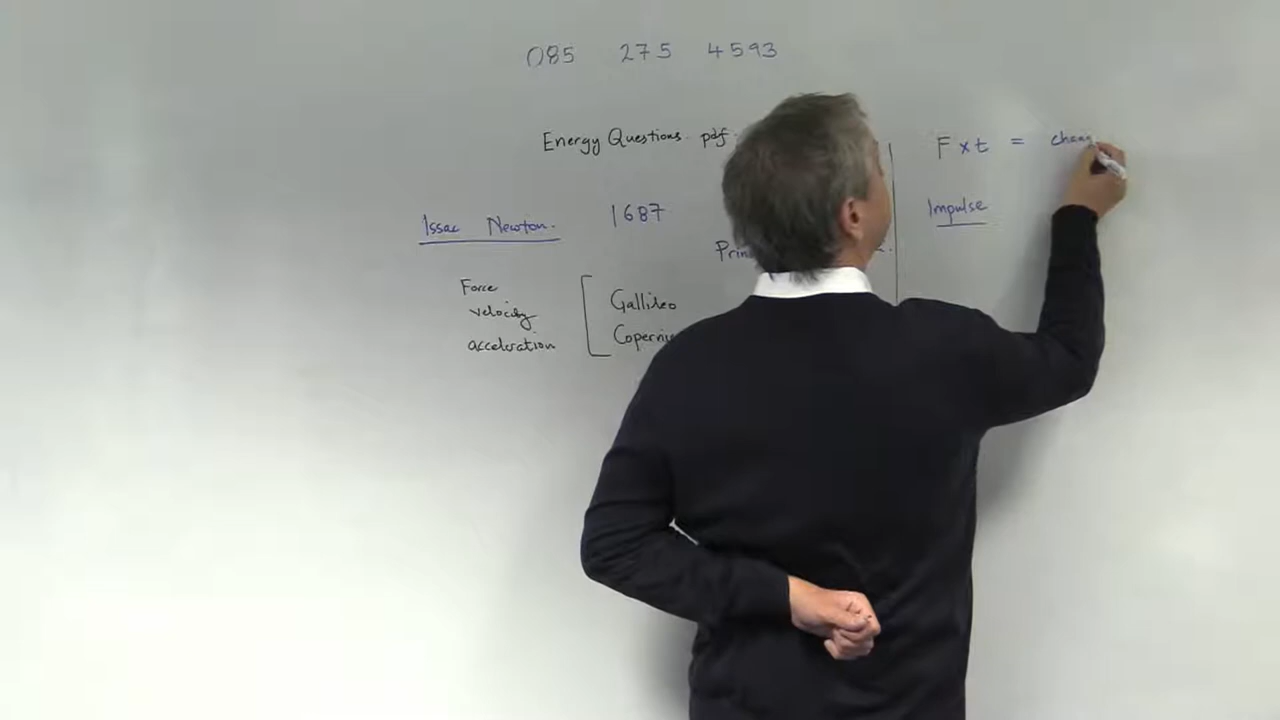 085 275 4593
Energy Questions. pdf.
Issac Newton. 1687
Force
velocity
acceleration
Gallileo
F x t =
Impulse